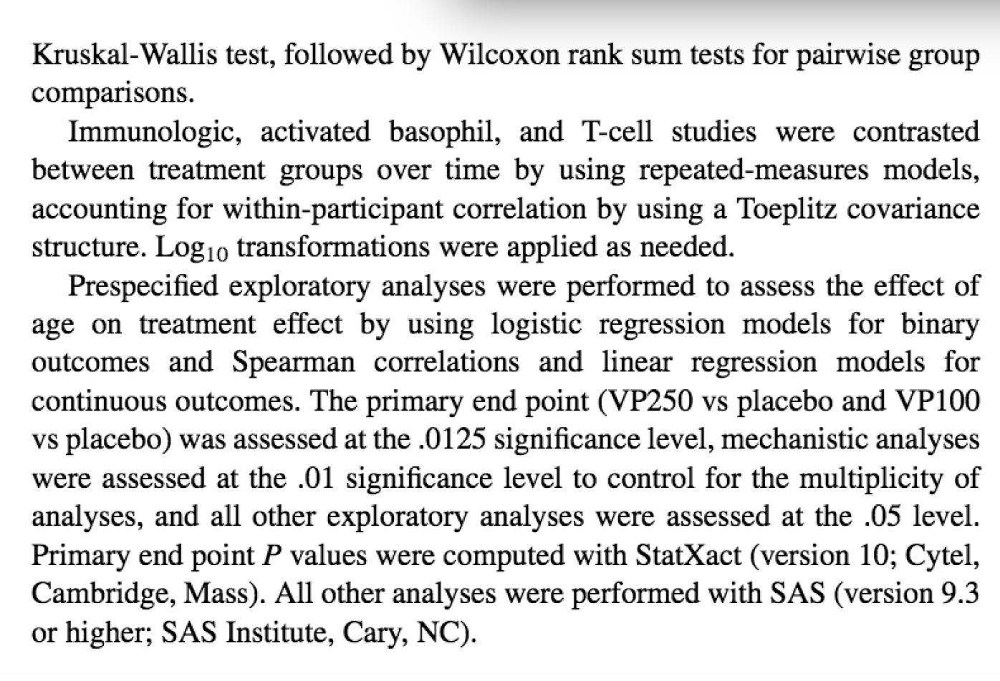 Kruskal-Wallis test, followed by Wilcoxon rank sum tests for pairwise group
comparisons.
Immunologic, activated basophil, and T-cell studies were contrasted
between treatment groups over time by using repeated-measures models,
accounting for within-participant correlation by using a Toeplitz covariance
structure. Log₁₀ transformations were applied as needed.
Prespecified exploratory analyses were performed to assess the effect of
age on treatment effect by using logistic regression models for binary
outcomes and Spearman correlations and linear regression models for
continuous outcomes. The primary end point (VP250 vs placebo and VP100
vs placebo) was assessed at the .0125 significance level, mechanistic analyses
were assessed at the .01 significance level to control for the multiplicity of
analyses, and all other exploratory analyses were assessed at the .05 level.
Primary end point P values were computed with StatXact (version 10; Cytel,
Cambridge, Mass). All other analyses were performed with SAS (version 9.3
or higher; SAS Institute, Cary, NC).